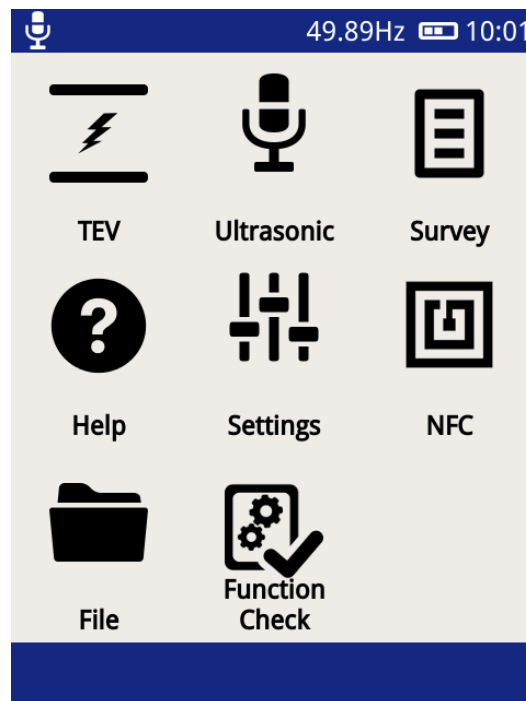 49.89Hz 10:01
TEV Ultrasonic Survey
Help Settings NFC
File Function
Check